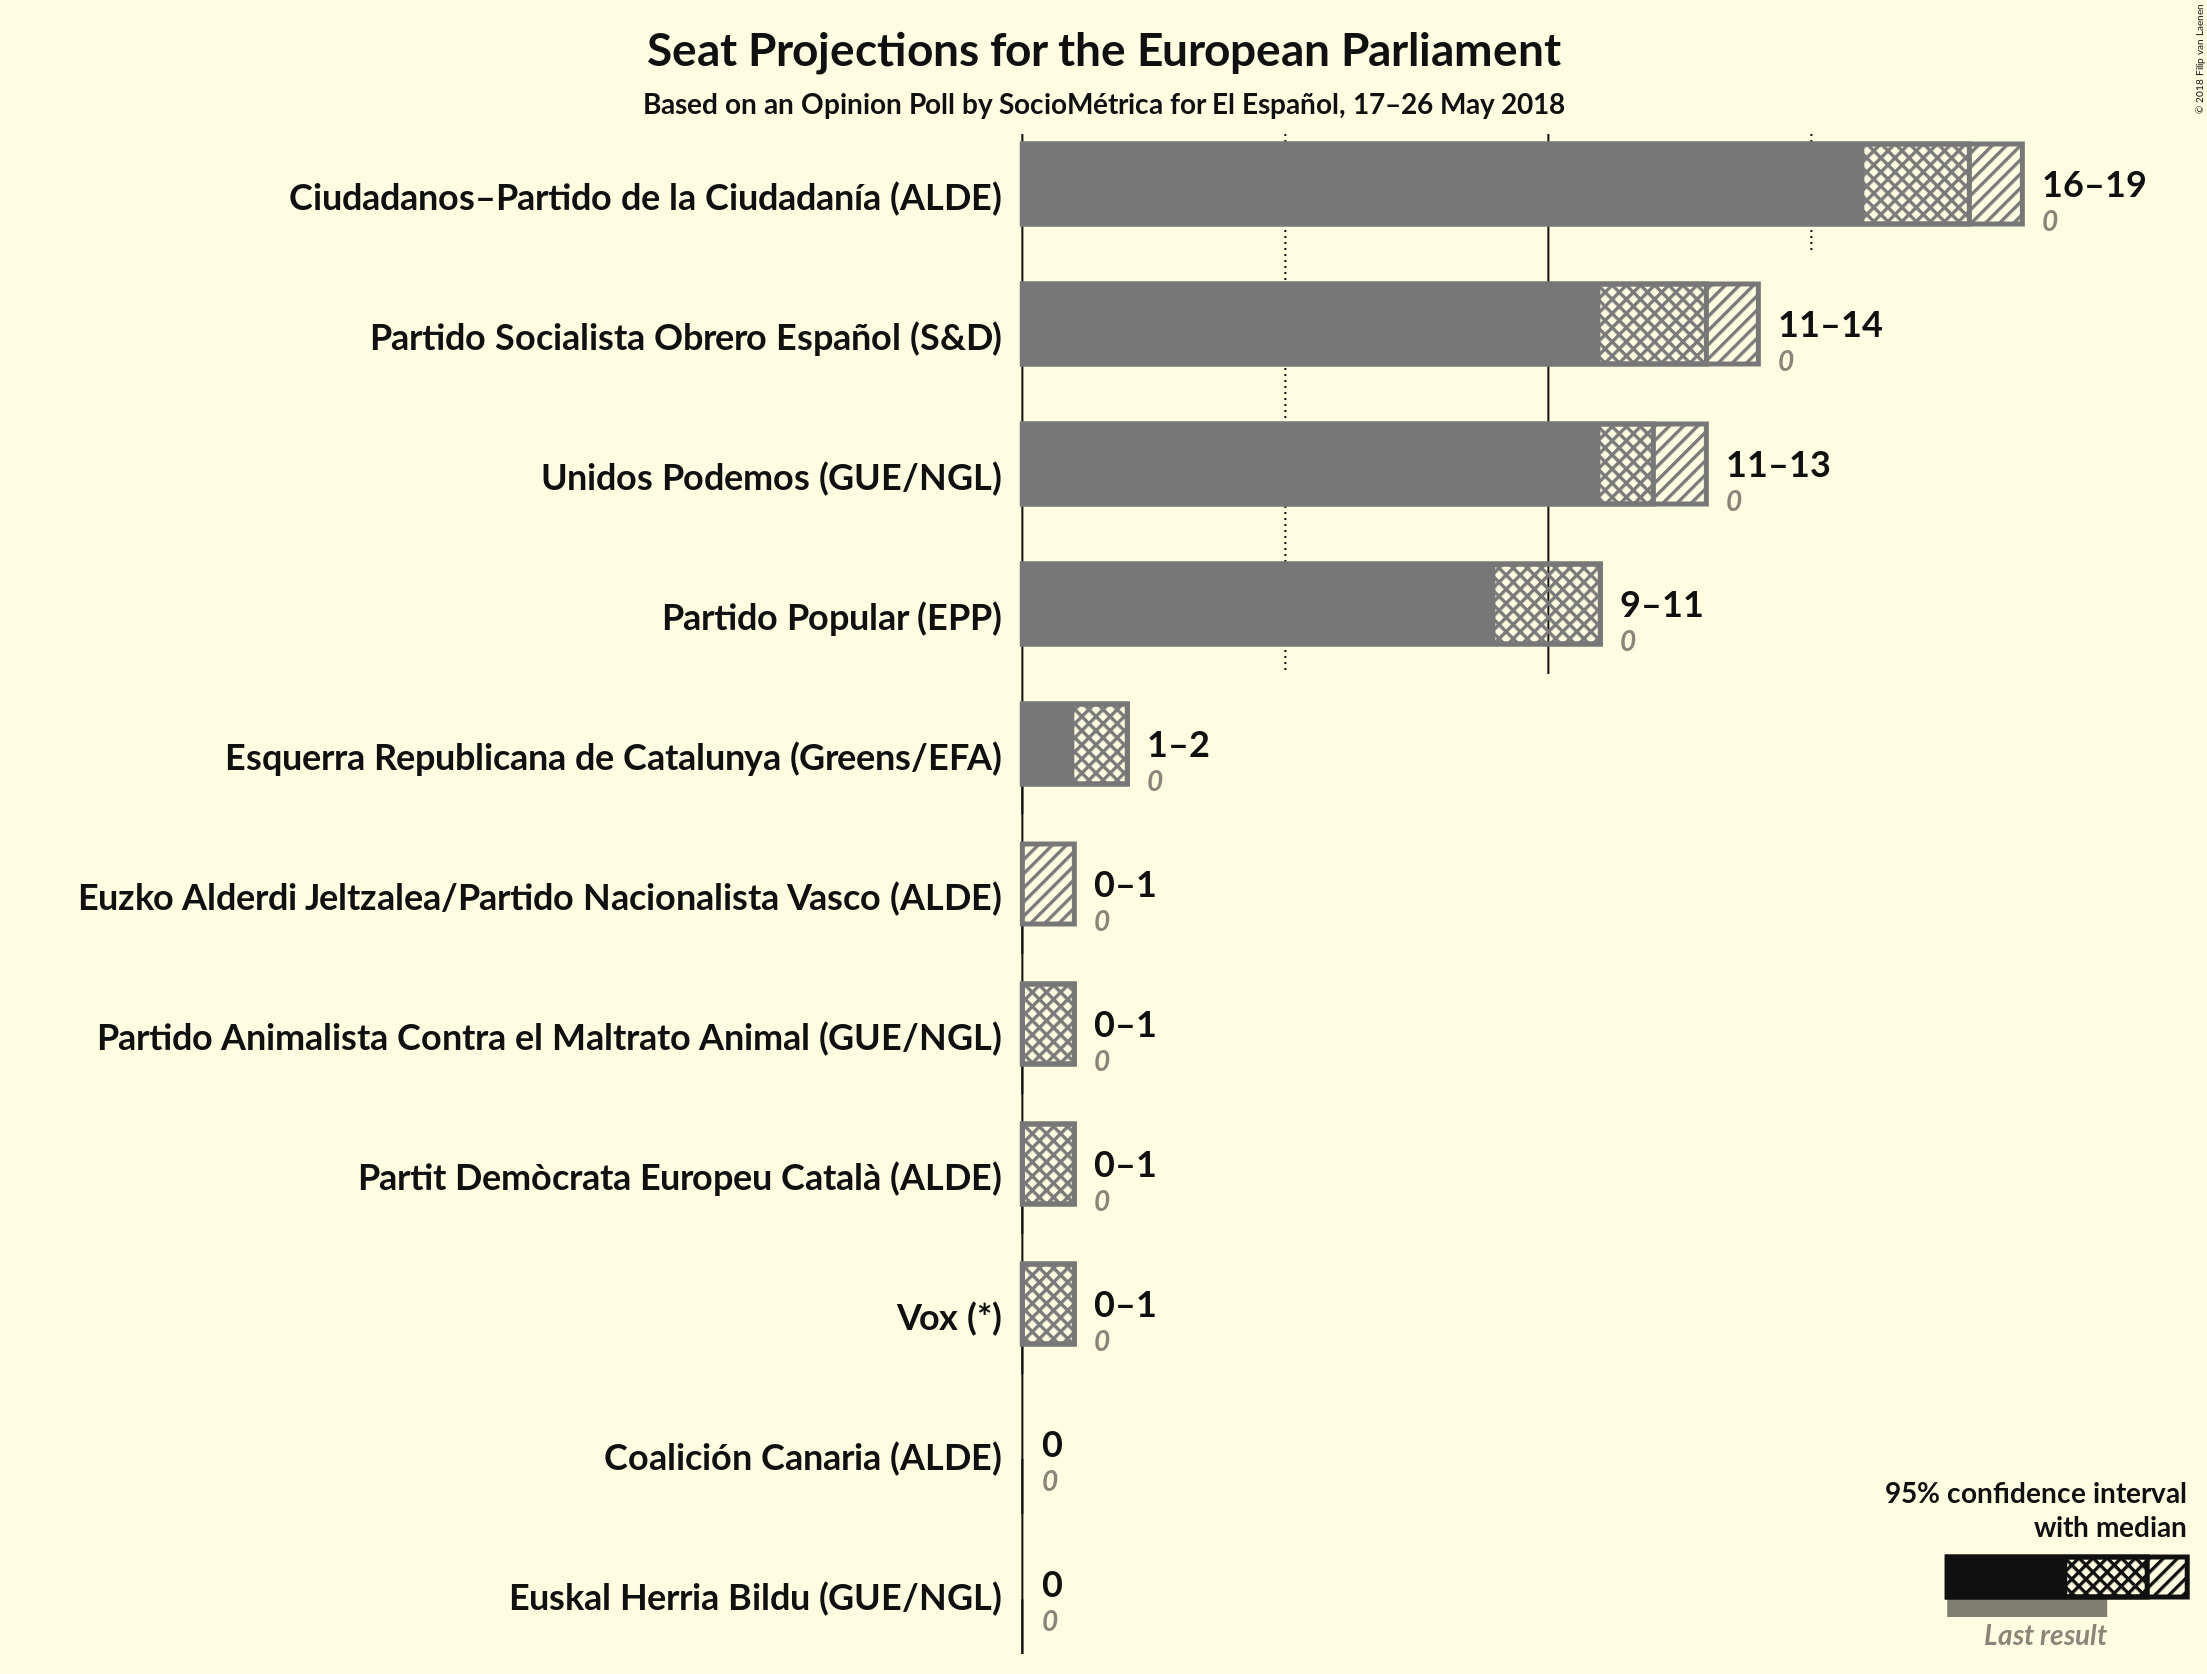 Seat Projections for the European Parliament
Based on an Opinion Poll by SocioMétrica for El Español, 17–26 May 2018
© 2018 Filip van Laenen
Ciudadanos–Partido de la Ciudadanía (ALDE)
16–19
0
Partido Socialista Obrero Español (S&D)
11–14
0
Unidos Podemos (GUE/NGL)
11–13
0
Partido Popular (EPP)
9–11
0
Esquerra Republicana de Catalunya (Greens/EFA)
1–2
0
Euzko Alderdi Jeltzalea/Partido Nacionalista Vasco (ALDE)
0–1
0
Partido Animalista Contra el Maltrato Animal (GUE/NGL)
0–1
0
Partit Demòcrata Europeu Català (ALDE)
0–1
0
Vox (*)
0–1
0
Coalición Canaria (ALDE)
0
0
Euskal Herria Bildu (GUE/NGL)
0
0
95% confidence interval
with median
Last result